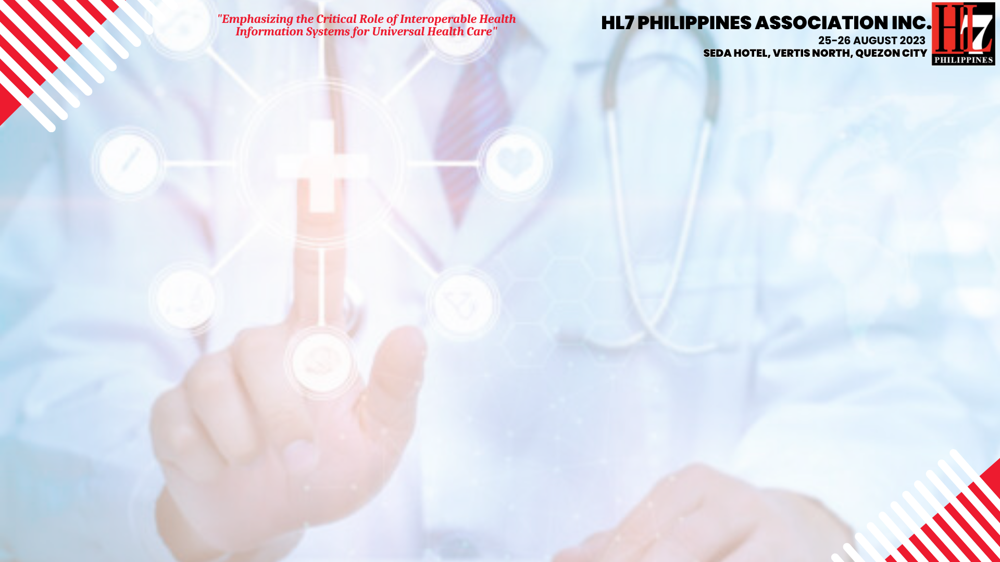 "Emphasizing the Critical Role of Interoperable Health
Information Systems for Universal Health Care"
HL7 PHILIPPINES ASSOCIATION INC.
25-26 AUGUST 2023
SEDA HOTEL, VERTIS NORTH, QUEZON CITY
HL7
PHILIPPINES